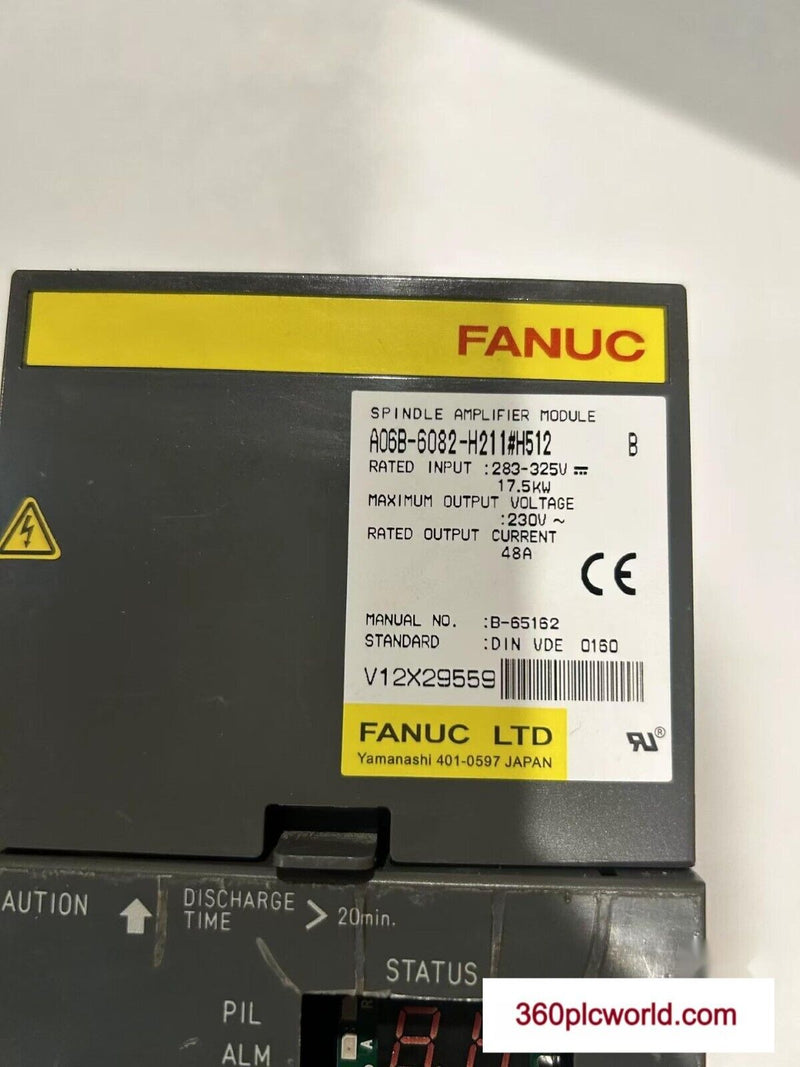 FANUC
SPINDLE AMPLIFIER MODULE
A06B-6082-H211#H512 B
RATED INPUT :283-325V ⎓
17.5KW
MAXIMUM OUTPUT VOLTAGE
:230V ~
RATED OUTPUT CURRENT
48A
CE
MANUAL NO. :B-65162
STANDARD :DIN VDE 0160
V12X29559
FANUC LTD
Yamanashi 401-0597 JAPAN
RU®
AUTION
DISCHARGE
TIME > 20min.
STATUS
PIL
ALM
360plcworld.com